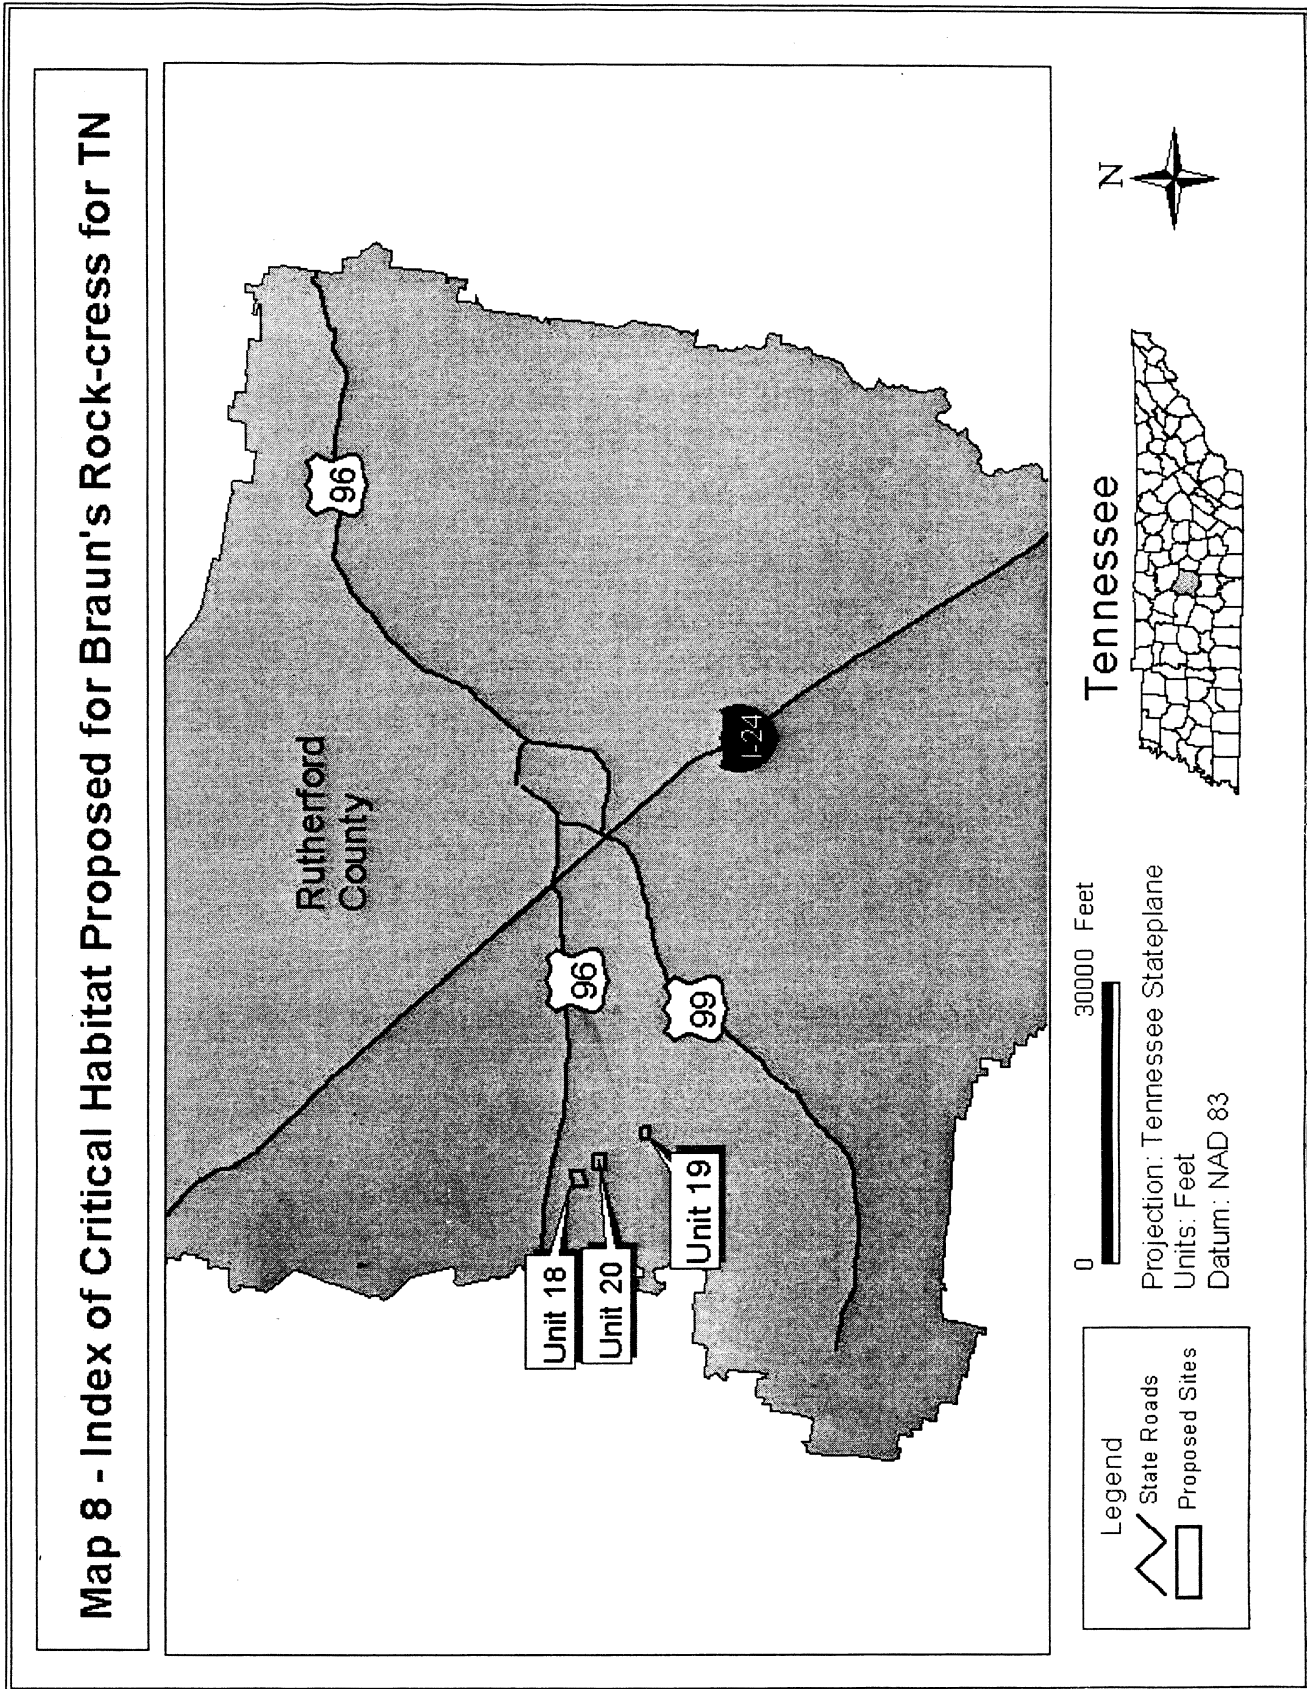 Map 8 - Index of Critical Habitat Proposed for Braun's Rock-cress for TN
Rutherford
County
96
96
99
I-24
Unit 18
Unit 20
Unit 19
Legend
State Roads
Proposed Sites
0
30000 Feet
Projection: Tennessee Stateplane
Units: Feet
Datum: NAD 83
Tennessee
N